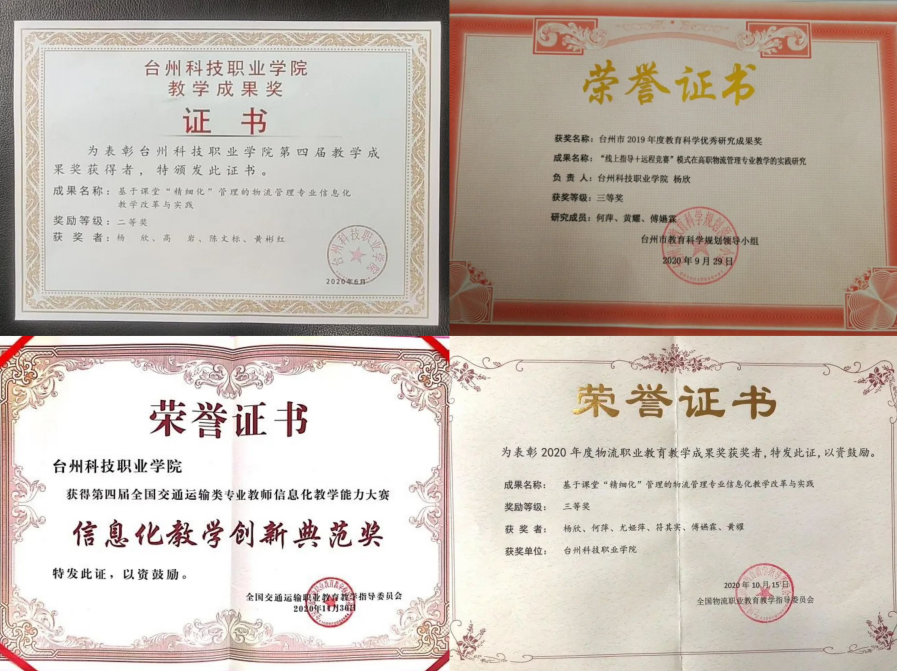 台州科技职业学院
教学成果奖
证书
为表彰台州科技职业学院第四届教学成
果奖获得者，特颁发此证书。
成果名称：基于课堂“精细化”管理的物流管理专业信息化
教学改革与实践
奖励等级：二等奖
获奖者：杨欣、高岩、陈文标、黄彬红
2020年6月
荣誉证书
获奖名称：台州市2019年度教育科学优秀研究成果奖
成果名称：“线上指导＋远程竞赛”模式在高职物流管理专业教学的实践研究
负责人：台州科技职业学院 杨欣
获奖等级：三等奖
研究成员：何萍、黄耀、傅嬿霖
台州市教育科学规划领导小组
2020年9月29日
荣誉证书
台州科技职业学院
获得第四届全国交通运输类专业教师信息化教学能力大赛
信息化教学创新典范奖
特发此证，以资鼓励。
全国交通运输职业教育教学指导委员会
2020年11月30日
荣誉证书
为表彰2020年度物流职业教育教学成果奖获奖者，特发此证，以资鼓励。
成果名称：基于课堂“精细化”管理的物流管理专业信息化教学改革与实践
奖励等级：三等奖
获奖者：杨欣、何萍、尤娅萍、符其实、傅嬿霖、黄耀
获奖单位：台州科技职业学院
2020年10月15日
全国物流职业教育教学指导委员会